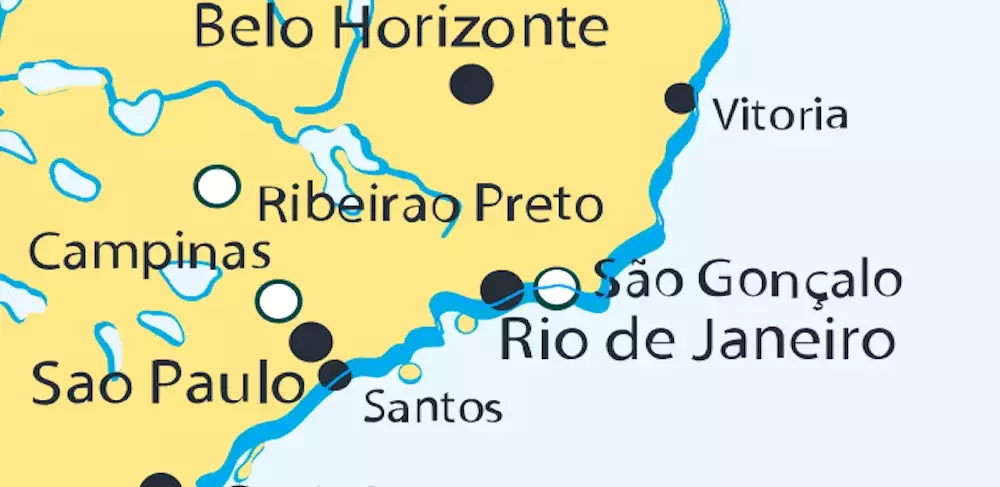 Belo Horizonte
Vitoria
Ribeirao Preto
Campinas
São Gonçalo
Rio de Janeiro
Sao Paulo
Santos